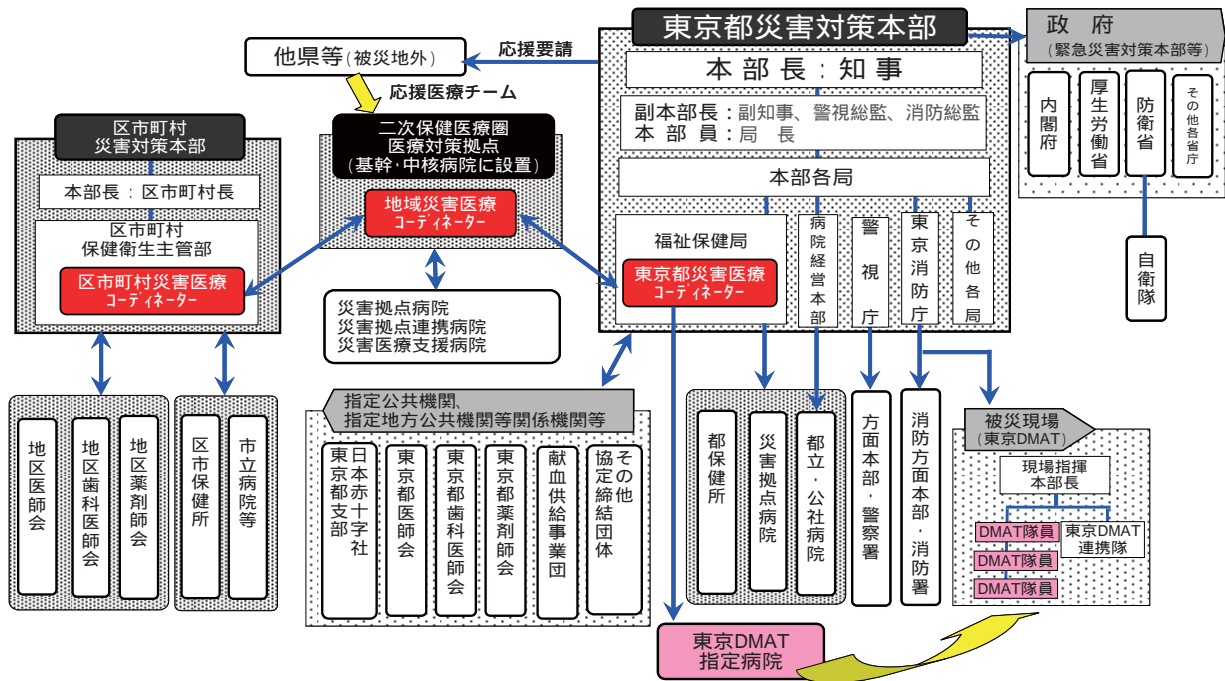 東京都災害対策本部
本部長：知事
副本部長：副知事、警視総監、消防総監
本部員：局長
本部各局
福祉保健局
東京都災害医療
コーディネーター
病院経営本部
警視庁
東京消防庁
その他各局
政府
(緊急災害対策本部等)
内閣府
厚生労働省
防衛省
その他各省庁
自衛隊
応援要請
他県等(被災地外)
応援医療チーム
二次保健医療圏
医療対策拠点
(基幹･中核病院に設置)
地域災害医療
コーディネーター
災害拠点病院
災害拠点連携病院
災害医療支援病院
区市町村
災害対策本部
本部長：区市町村長
区市町村
保健衛生主管部
区市町村災害医療
コーディネーター
地区医師会
地区歯科医師会
地区薬剤師会
区市保健所
市立病院等
指定公共機関、
指定地方公共機関等関係機関等
日本赤十字社
東京都支部
東京都医師会
東京都歯科医師会
東京都薬剤師会
献血供給事業団
その他
協定締結団体
都保健所
災害拠点病院
都立・公社病院
方面本部・警察署
消防方面本部 消防署
被災現場
(東京DMAT)
現場指揮
本部長
DMAT隊員
DMAT隊員
DMAT隊員
東京DMAT
連携隊
東京DMAT
指定病院